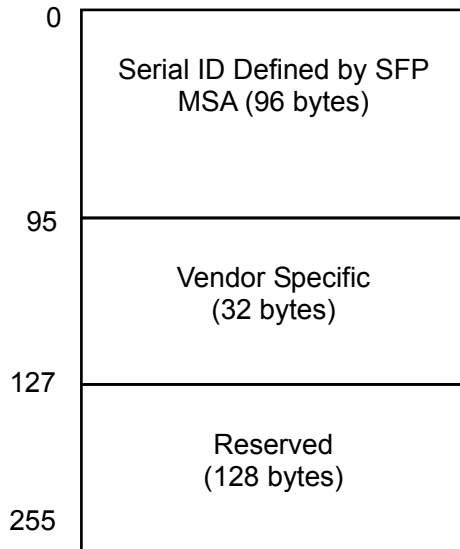 0
Serial ID Defined by SFP
MSA (96 bytes)
95
Vendor Specific
(32 bytes)
127
Reserved
(128 bytes)
255